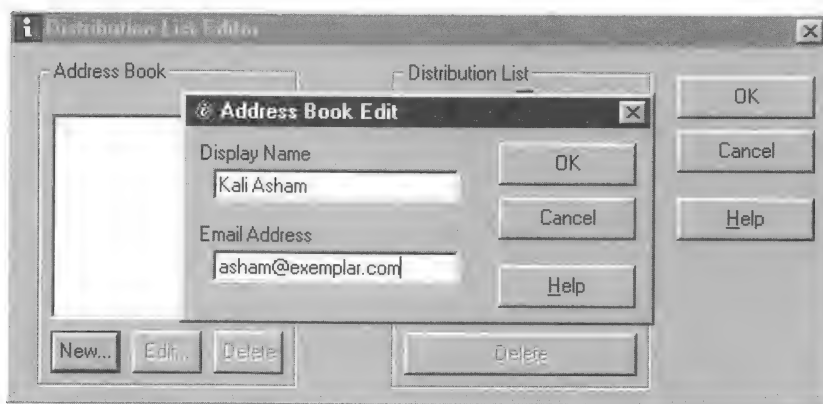 Distribution List Editor
Address Book
Distribution List
OK
Cancel
Help
Address Book Edit
Display Name
Kali Asham
Email Address
asham@exemplar.com
OK
Cancel
Help
New...
Edit...
Delete
Delete